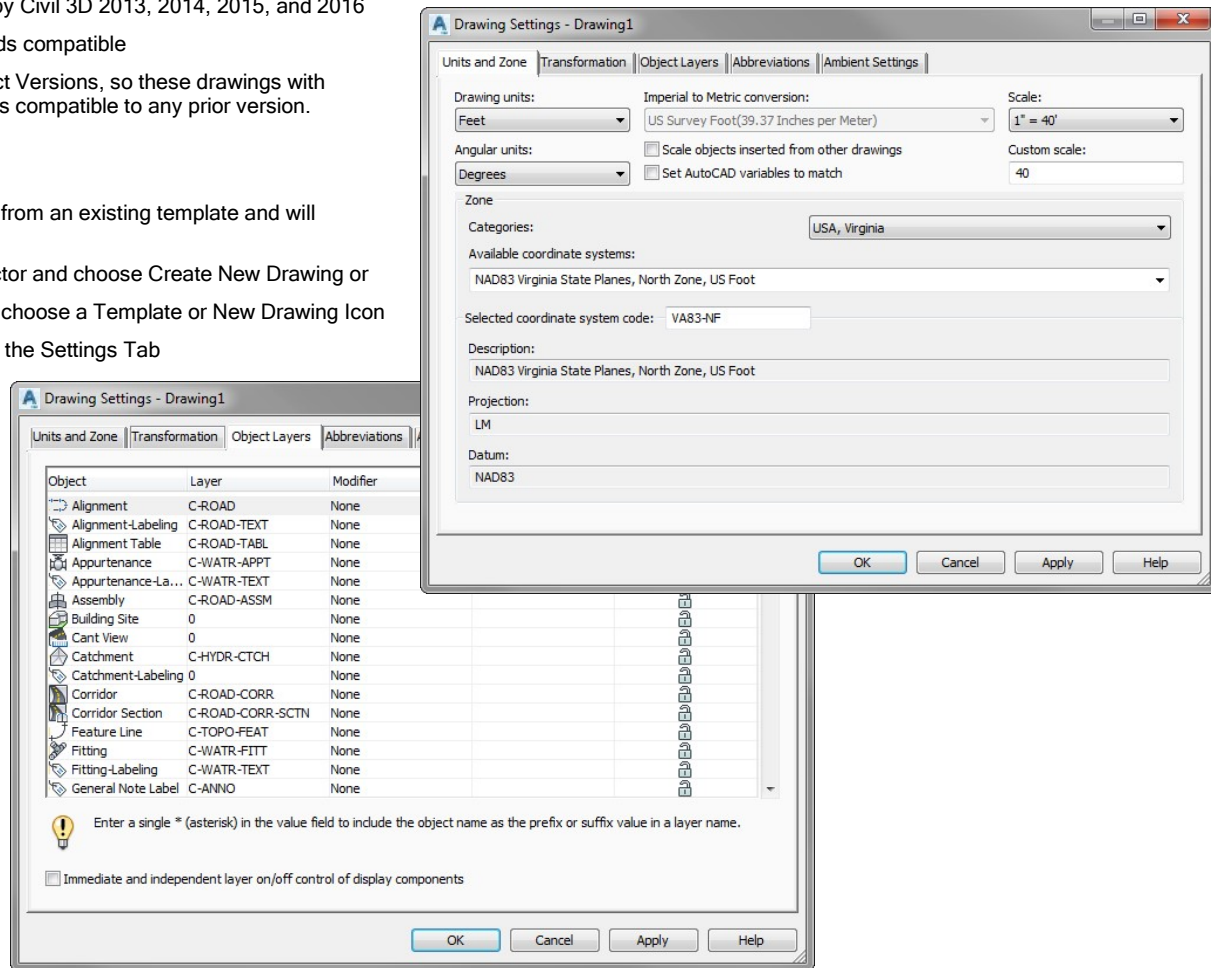 by Civil 3D 2013, 2014, 2015, and 2016
ds compatible
ct Versions, so these drawings with
s compatible to any prior version.
from an existing template and will
ctor and choose Create New Drawing or
choose a Template or New Drawing Icon
the Settings Tab
Drawing Settings - Drawing1
Units and Zone Transformation Object Layers Abbreviations Ambient Settings
Drawing units: Imperial to Metric conversion: Scale:
Feet US Survey Foot(39.37 Inches per Meter) 1" = 40'
Angular units: Scale objects inserted from other drawings Custom scale:
Degrees Set AutoCAD variables to match 40
Zone
Categories: USA, Virginia
Available coordinate systems:
NAD83 Virginia State Planes, North Zone, US Foot
Selected coordinate system code: VA83-NF
Description:
NAD83 Virginia State Planes, North Zone, US Foot
Projection:
LM
Datum:
NAD83
OK Cancel Apply Help
Drawing Settings - Drawing1
Units and Zone Transformation Object Layers Abbreviations
Object Layer Modifier
Alignment C-ROAD None
Alignment-Labeling C-ROAD-TEXT None
Alignment Table C-ROAD-TABL None
Appurtenance C-WATR-APPT None
Appurtenance-La... C-WATR-TEXT None
Assembly C-ROAD-ASSM None
Building Site 0 None
Cant View 0 None
Catchment C-HYDR-CTCH None
Catchment-Labeling 0 None
Corridor C-ROAD-CORR None
Corridor Section C-ROAD-CORR-SCTN None
Feature Line C-TOPO-FEAT None
Fitting C-WATR-FITT None
Fitting-Labeling C-WATR-TEXT None
General Note Label C-ANNO None
Enter a single * (asterisk) in the value field to include the object name as the prefix or suffix value in a layer name.
Immediate and independent layer on/off control of display components
OK Cancel Apply Help